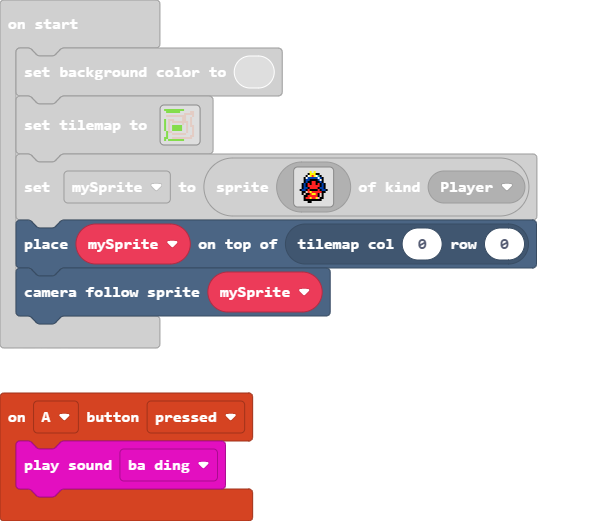 on start
set background color to
set tilemap to
set mySprite to sprite of kind Player
place mySprite on top of tilemap col 0 row 0
camera follow sprite mySprite
on A button pressed
play sound ba ding